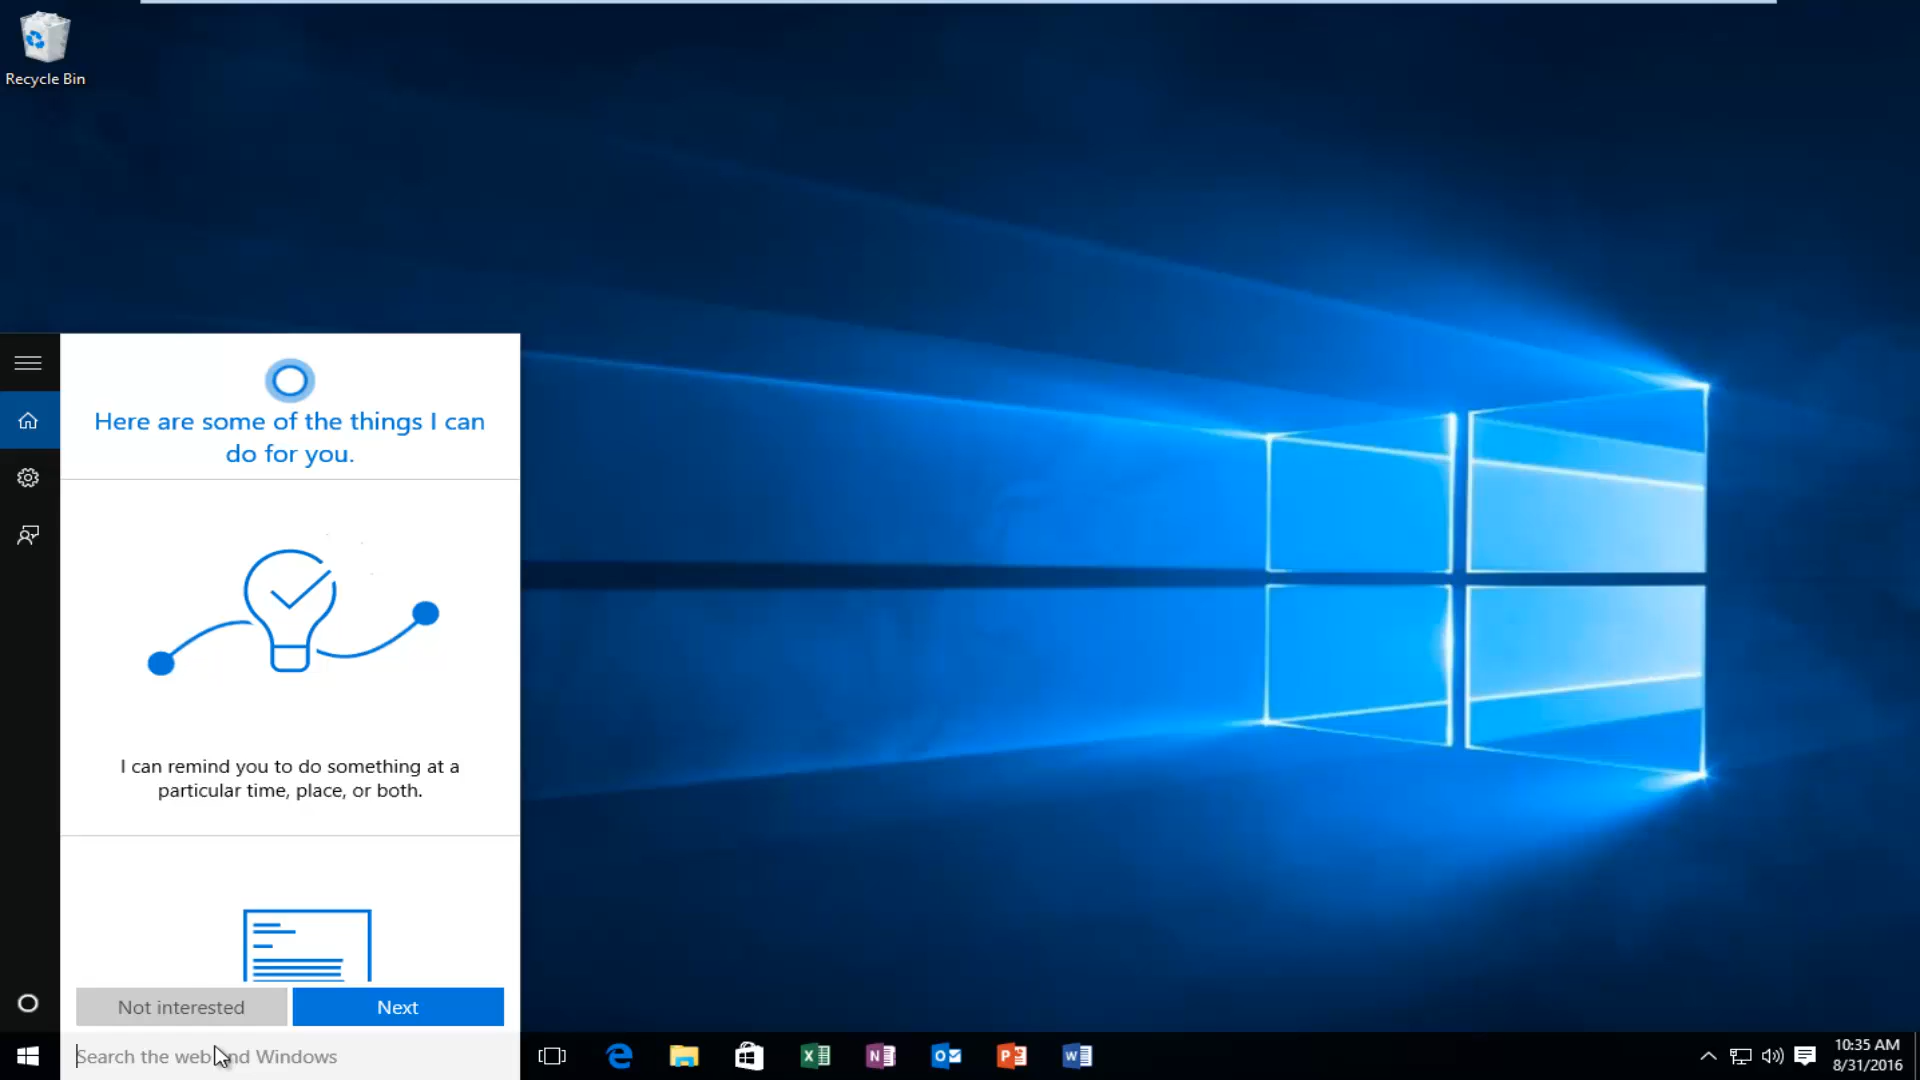 Recycle Bin
Here are some of the things I can
do for you.
I can remind you to do something at a
particular time, place, or both.
Not interested
Next
Search the web and Windows
10:35 AM
8/31/2016